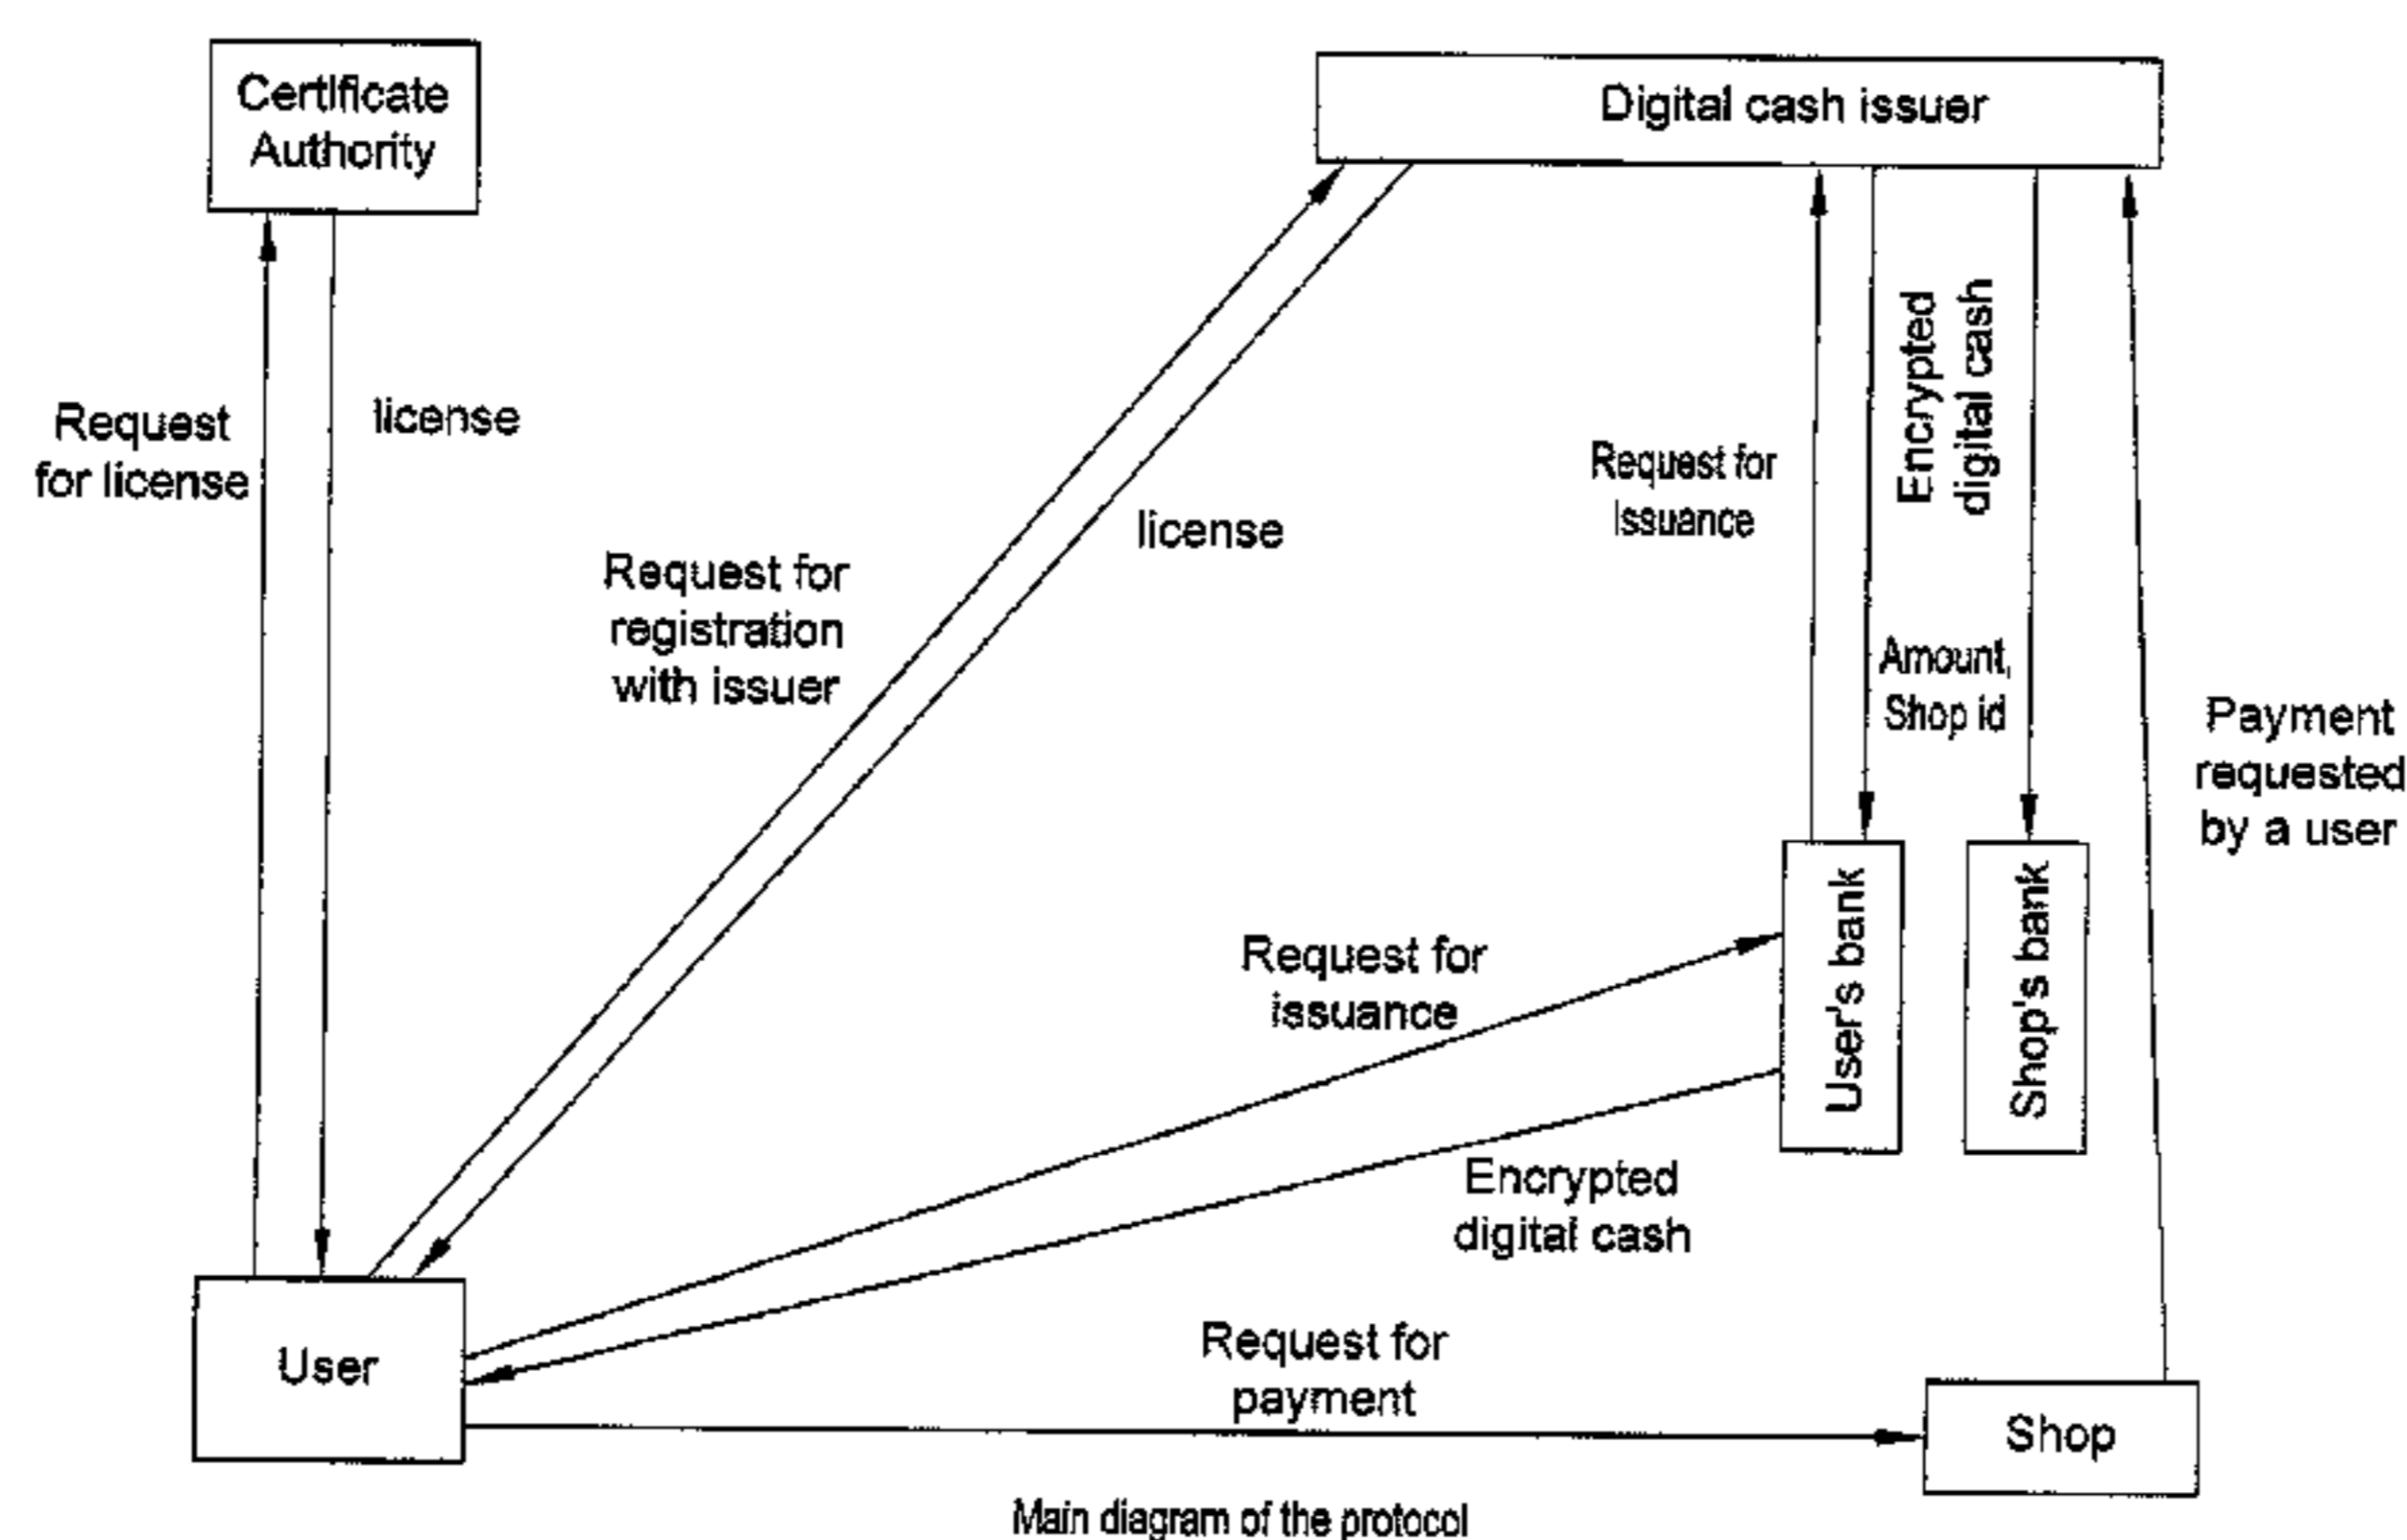 Certificate
Authority
Digital cash issuer
Request
for license
license
Request for
registration
with issuer
license
Request for
issuance
Encrypted
digital cash
Amount,
Shop id
Payment
requested
by a user
Request for
issuance
User's bank
Shop's bank
Encrypted
digital cash
User
Request for
payment
Shop
Main diagram of the protocol